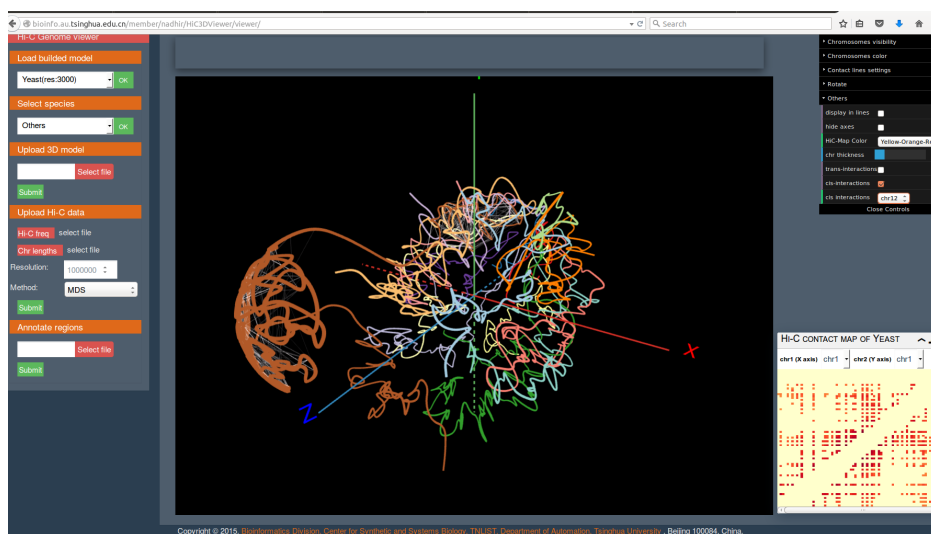 bioinfo.au.tsinghua.edu.cn/member/nadhir/HiC3DViewer/viewer/
Search
Hi-C Genome Viewer
Load builded model
Yeast(res:3000)
OK
Select species
Others
OK
Upload 3D model
Select file
Submit
Upload Hi-C data
Hi-C freq select file
Chr lengths select file
Resolution: 1000000
Method: MDS
Submit
Annotate regions
Select file
Submit
X
Z
Chromosomes visibility
Chromosomes color
Contact lines settings
Rotate
Others
display in lines
hide axes
HiC-Map Color Yellow-Orange-Re
chr thickness
trans-interactions
cis-interactions
cis interactions chr12
Close Controls
Hi-C contact map of Yeast
chr1 (X axis) chr1 chr2 (Y axis) chr1
Copyright © 2015, Bioinformatics Division, Center for Synthetic and Systems Biology, TNLIST, Department of Automation, Tsinghua University , Beijing 100084, China.